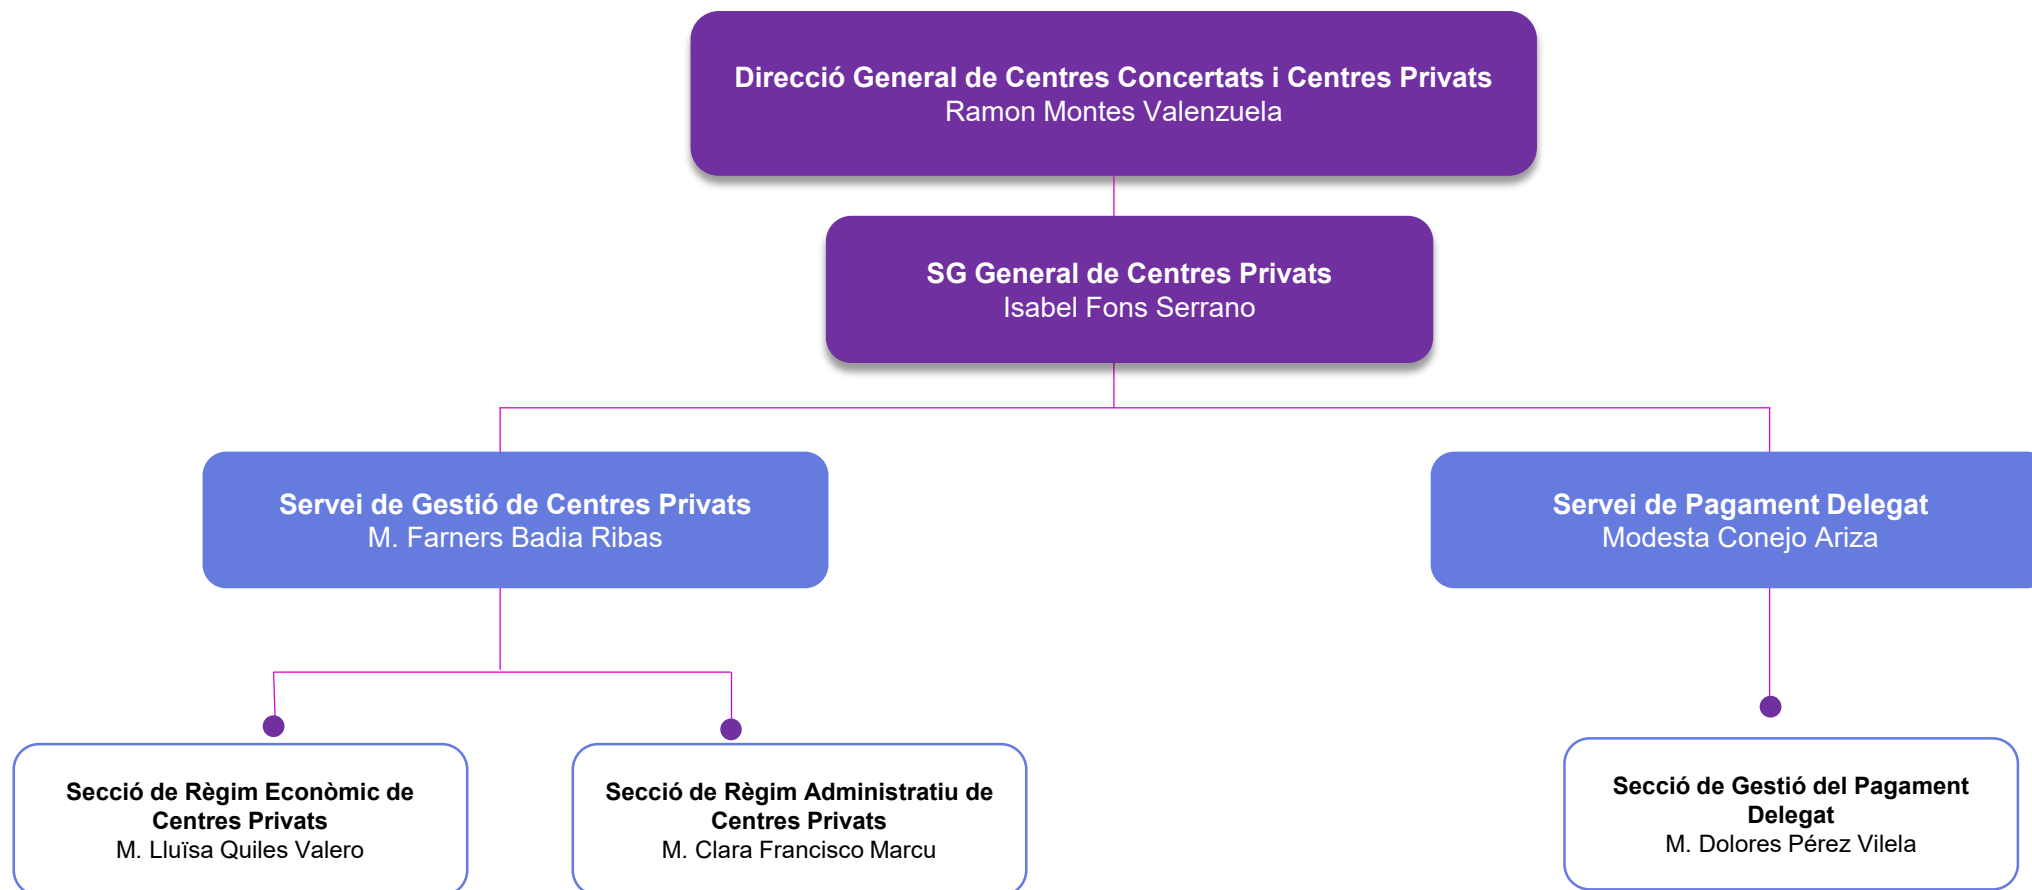 Direcció General de Centres Concertats i Centres Privats
Ramon Montes Valenzuela
SG General de Centres Privats
Isabel Fons Serrano
Servei de Gestió de Centres Privats
M. Farners Badia Ribas
Servei de Pagament Delegat
Modesta Conejo Ariza
Secció de Règim Econòmic de
Centres Privats
M. Lluïsa Quiles Valero
Secció de Règim Administratiu de
Centres Privats
M. Clara Francisco Marcu
Secció de Gestió del Pagament
Delegat
M. Dolores Pérez Vilela